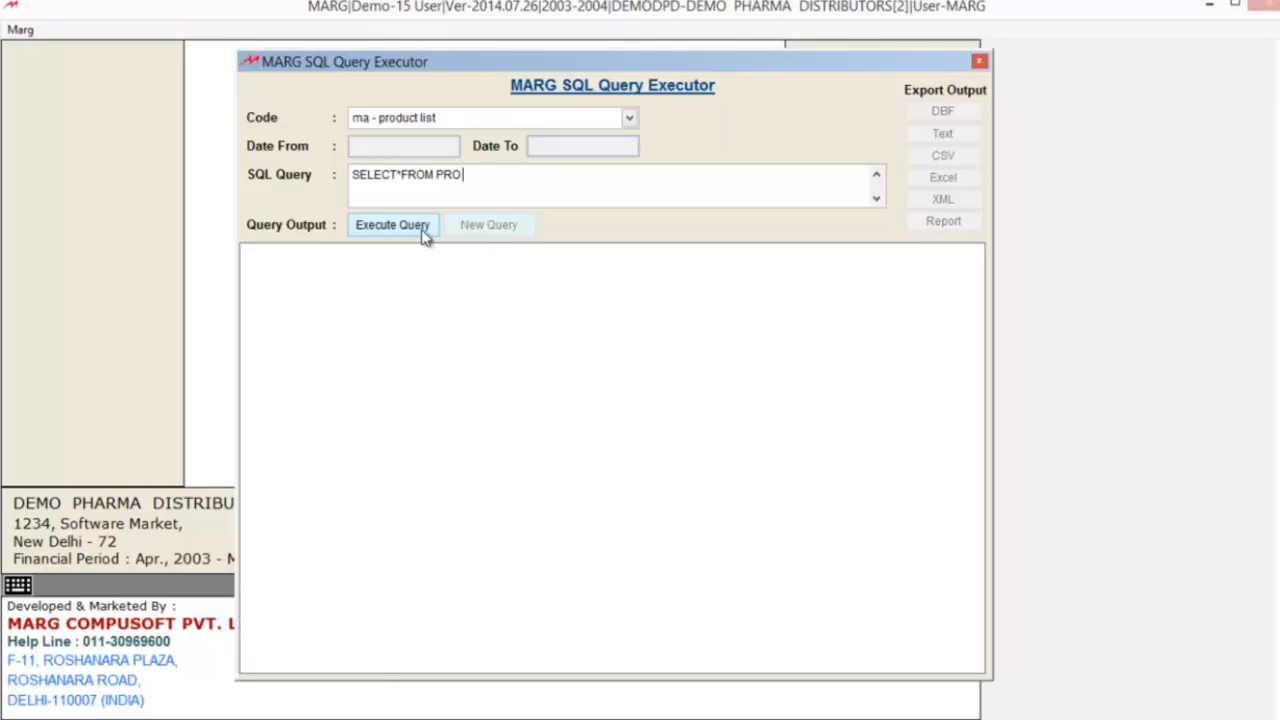 MARG|Demo-15 User|Ver-2014.07.26|2003-2004|DEMODPD-DEMO PHARMA DISTRIBUTORS[2]|User-MARG
Marg
MARG SQL Query Executor
MARG SQL Query Executor
Export Output
Code : ma - product list
DBF
Text
Date From : Date To
CSV
SQL Query : SELECT*FROM PRO
Excel
XML
Query Output : Execute Query New Query
Report
DEMO PHARMA DISTRIBU
1234, Software Market,
New Delhi - 72
Financial Period : Apr., 2003 - M
Developed & Marketed By :
MARG COMPUSOFT PVT. L
Help Line : 011-30969600
F-11, ROSHANARA PLAZA,
ROSHANARA ROAD,
DELHI-110007 (INDIA)